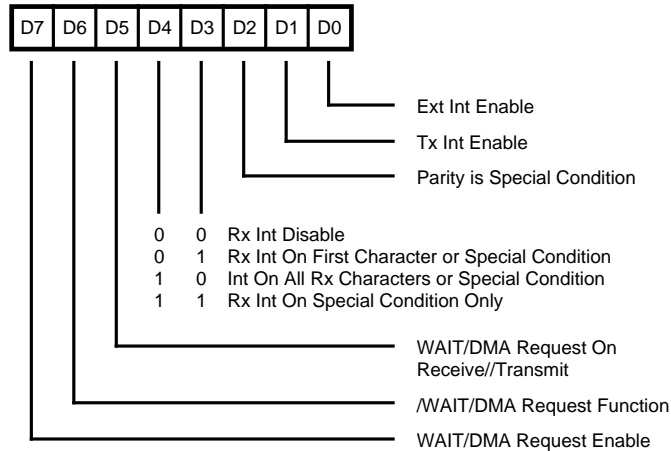 D7 D6 D5 D4 D3 D2 D1 D0
Ext Int Enable
Tx Int Enable
Parity is Special Condition
0 0 Rx Int Disable
0 1 Rx Int On First Character or Special Condition
1 0 Int On All Rx Characters or Special Condition
1 1 Rx Int On Special Condition Only
WAIT/DMA Request On
Receive//Transmit
/WAIT/DMA Request Function
WAIT/DMA Request Enable